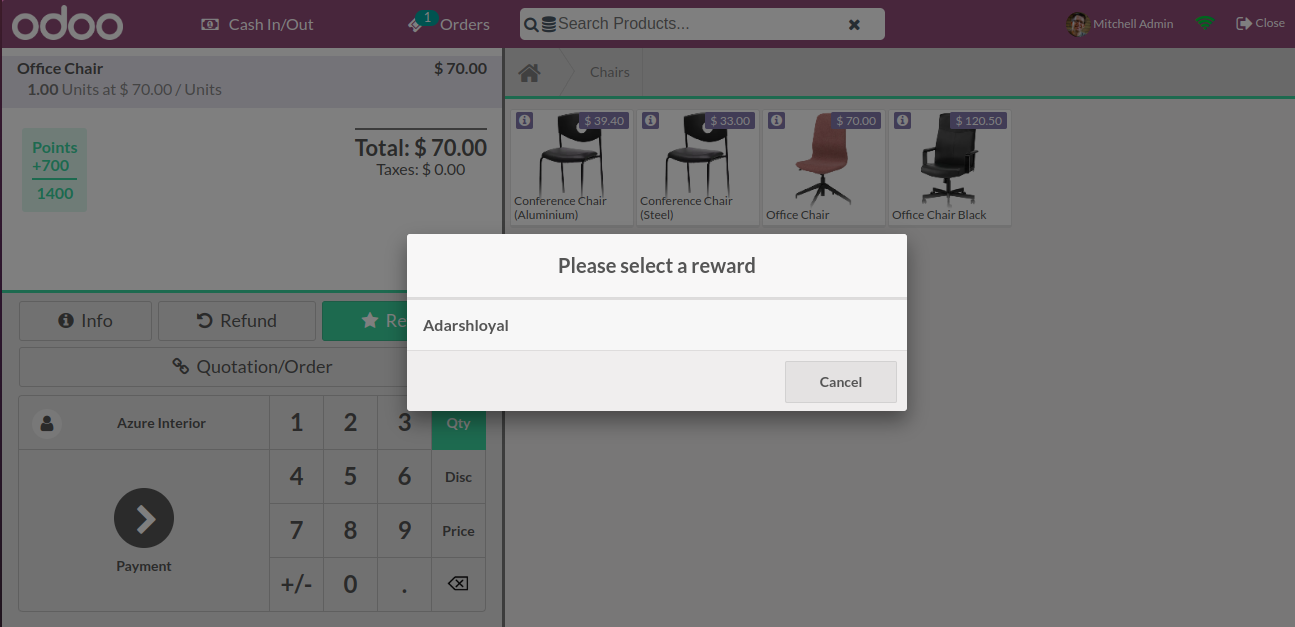 odoo
Cash In/Out
1
Orders
Search Products...
Mitchell Admin
Close
Office Chair
$ 70.00
1.00 Units at $ 70.00 / Units
Points
+700
1400
Total: $ 70.00
Taxes: $ 0.00
Chairs
$ 39.40
Conference Chair
(Aluminium)
$ 33.00
Conference Chair
(Steel)
$ 70.00
Office Chair
$ 120.50
Office Chair Black
Please select a reward
Adarshloyal
Cancel
Info
Refund
Re
Quotation/Order
Azure Interior
Payment
1 2 3 Qty
4 5 6 Disc
7 8 9 Price
+/- 0 .